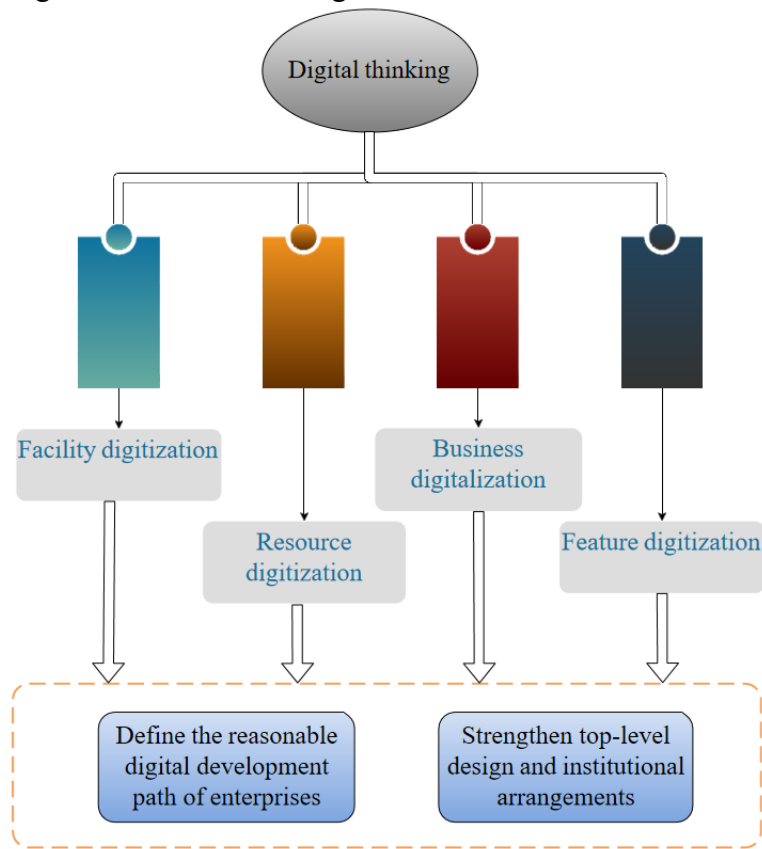 Digital thinking
Facility digitization
Business
digitalization
Resource
digitization
Feature digitization
Define the reasonable
digital development
path of enterprises
Strengthen top-level
design and institutional
arrangements